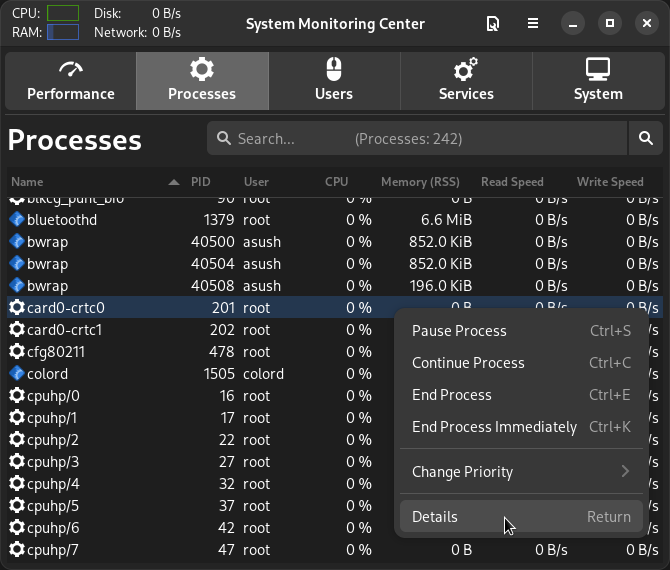 CPU: Disk: 0 B/s
System Monitoring Center
RAM: Network: 0 B/s
Performance Processes Users Services System
Processes
Search... (Processes: 242)
Name PID User CPU Memory (RSS) Read Speed Write Speed
blkcg_punt_bio 90 root 0 % 0 B 0 B/s 0 B/s
bluetoothd 1379 root 0 % 6.6 MiB 0 B/s 0 B/s
bwrap 40500 asush 0 % 852.0 KiB 0 B/s 0 B/s
bwrap 40504 asush 0 % 852.0 KiB 0 B/s 0 B/s
bwrap 40508 asush 0 % 196.0 KiB 0 B/s 0 B/s
card0-crtc0 201 root 0 % 0 B 0 B/s 0 B/s
card0-crtc1 202 root 0 % /s
cfg80211 478 root 0 % /s
colord 1505 colord 0 % /s
cpuhp/0 16 root 0 % /s
cpuhp/1 17 root 0 % /s
cpuhp/2 22 root 0 % /s
cpuhp/3 27 root 0 % /s
cpuhp/4 32 root 0 % /s
cpuhp/5 37 root 0 % /s
cpuhp/6 42 root 0 % /s
cpuhp/7 47 root 0 % 0 B 0 B/s 0 B/s
Pause Process Ctrl+S
Continue Process Ctrl+C
End Process Ctrl+E
End Process Immediately Ctrl+K
Change Priority
Details Return